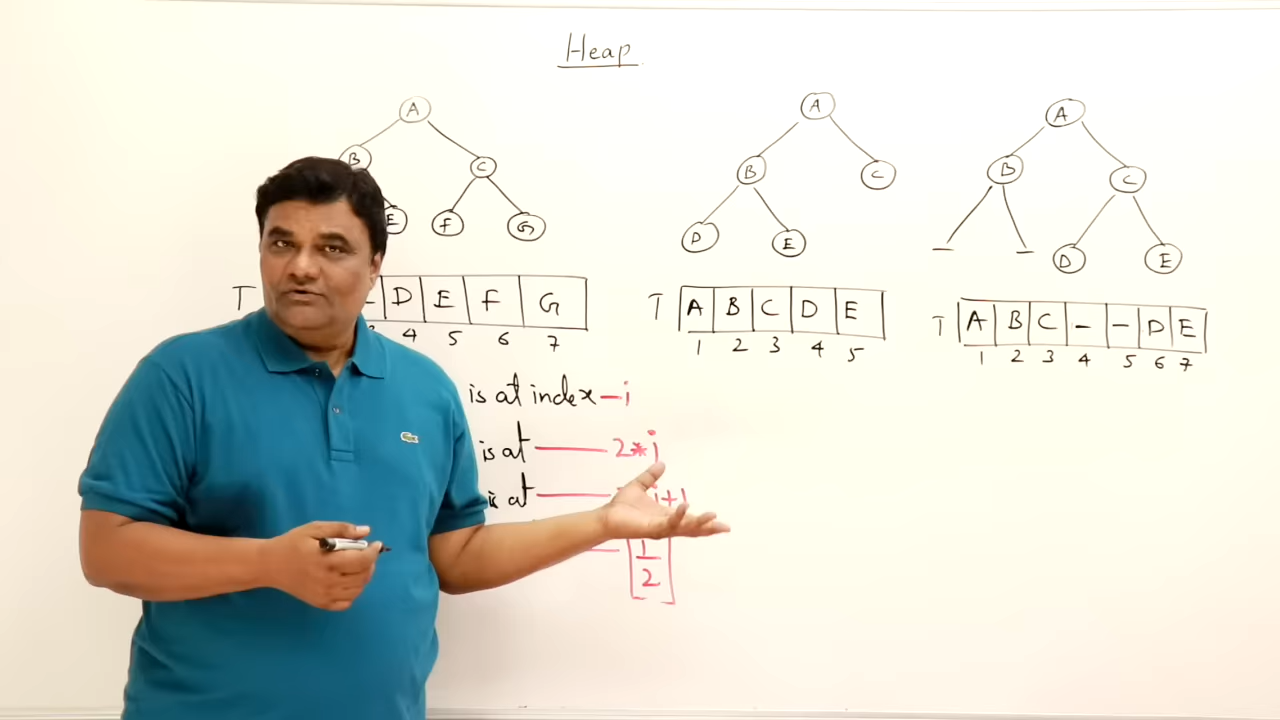 Heap
A
B C
E F G
T D E F G
4 5 6 7
A
B C
D E
T A B C D E
1 2 3 4 5
A
B C
— — D E
T A B C – – D E
1 2 3 4 5 6 7
is at index – i
is at —— 2*i
is at —— i+1
2